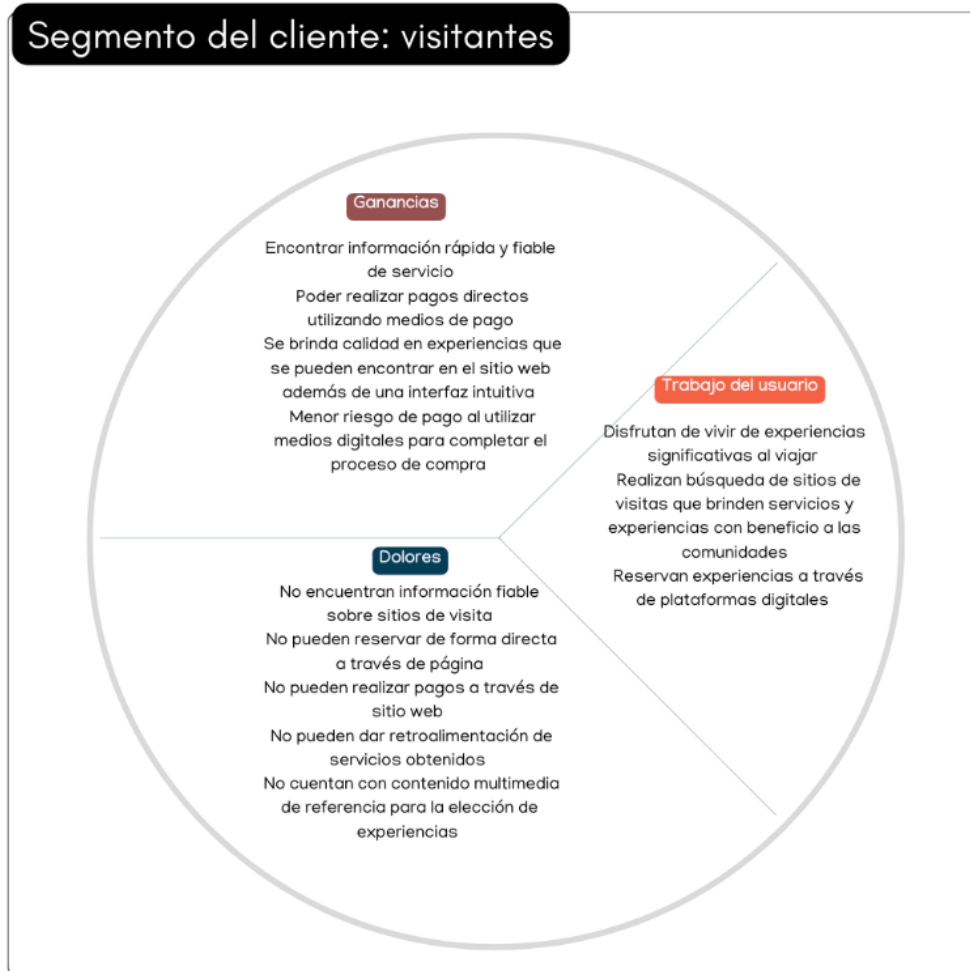 Segmento del cliente: visitantes
Ganancias
Encontrar información rápida y fiable
de servicio
Poder realizar pagos directos
utilizando medios de pago
Se brinda calidad en experiencias que
se pueden encontrar en el sitio web
además de una interfaz intuitiva
Menor riesgo de pago al utilizar
medios digitales para completar el
proceso de compra
Trabajo del usuario
Disfrutan de vivir de experiencias
significativas al viajar
Realizan búsqueda de sitios de
visitas que brinden servicios y
experiencias con beneficio a las
comunidades
Reservan experiencias a través
de plataformas digitales
Dolores
No encuentran información fiable
sobre sitios de visita
No pueden reservar de forma directa
a través de página
No pueden realizar pagos a través de
sitio web
No pueden dar retroalimentación de
servicios obtenidos
No cuentan con contenido multimedia
de referencia para la elección de
experiencias